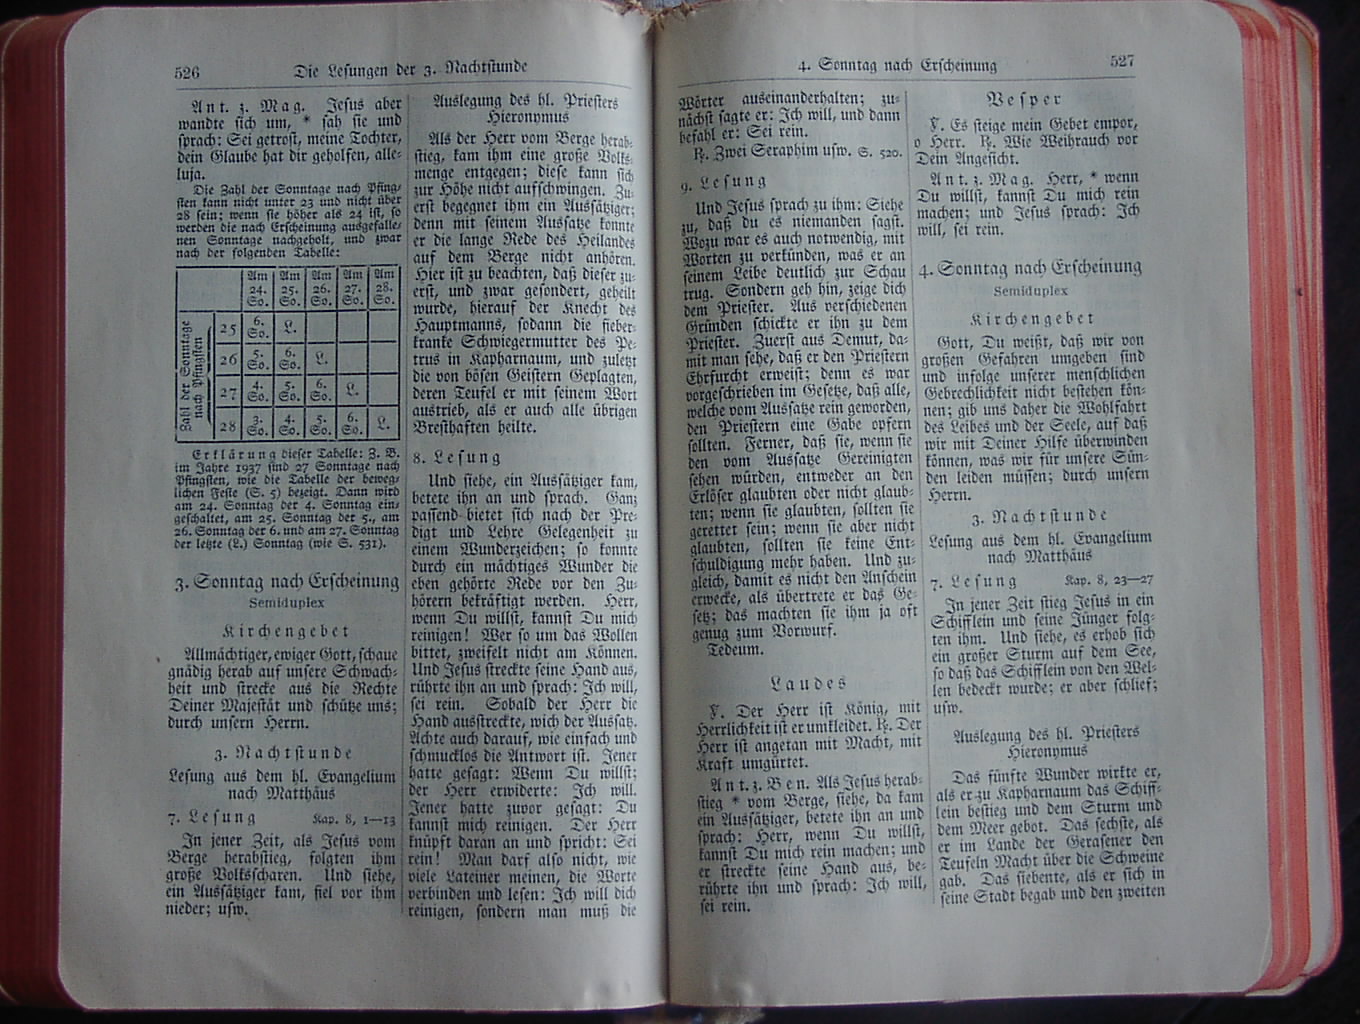 526 Die Lesungen der 3. Nachtstunde
Ant. z. Mag. Jesus aber
wandte sich um, * sah sie und
sprach: Sei getrost, meine Tochter,
dein Glaube hat dir geholfen, alle-
luja.
Die Zahl der Sonntage nach Pfing-
sten kann nicht unter 23 und nicht über
28 sein; wenn sie höher als 24 ist, so
werden die nach Erscheinung ausgefalle-
nen Sonntage nachgeholt, und zwar
nach der folgenden Tabelle:
Am Am Am Am Am
24. 25. 26. 27. 28.
So. So. So. So. So.
Zahl der Sonntage
nach Pfingsten
25 6. So. L.
26 5. So. 6. So. L.
27 4. So. 5. So. 6. So. L.
28 3. So. 4. So. 5. So. 6. So. L.
Erklärung dieser Tabelle: Z. B.
im Jahre 1937 sind 27 Sonntage nach
Pfingsten, wie die Tabelle der beweg-
lichen Feste (S. 5) bezeigt. Dann wird
am 24. Sonntag der 4. Sonntag ein-
geschaltet, am 25. Sonntag der 5., am
26. Sonntag der 6. und am 27. Sonntag
der letzte (L.) Sonntag (wie S. 531).
3. Sonntag nach Erscheinung
Semiduplex
Kirchengebet
Allmächtiger, ewiger Gott, schaue
gnädig herab auf unsere Schwach-
heit und strecke aus die Rechte
Deiner Majestät und schütze uns;
durch unsern Herrn.
3. Nachtstunde
Lesung aus dem hl. Evangelium
nach Matthäus
7. Lesung Kap. 8, 1—13
In jener Zeit, als Jesus vom
Berge herabstieg, folgten ihm
große Volksscharen. Und siehe,
ein Aussätziger kam, fiel vor ihm
nieder; usw.
Auslegung des hl. Priesters
Hieronymus
Als der Herr vom Berge herab-
stieg, kam ihm eine große Volks-
menge entgegen; diese kann sich
zur Höhe nicht aufschwingen. Zu-
erst begegnet ihm ein Aussätziger;
denn mit seinem Aussatze konnte
er die lange Rede des Heilandes
auf dem Berge nicht anhören.
Hier ist zu beachten, daß dieser zu-
erst, und zwar gesondert, geheilt
wurde, hierauf der Knecht des
Hauptmanns, sodann die fieber-
kranke Schwiegermutter des Pe-
trus in Kapharnaum, und zuletzt
die von bösen Geistern Geplagten,
deren Teufel er mit seinem Wort
austrieb, als er auch alle übrigen
Bresthaften heilte.
8. Lesung
Und siehe, ein Aussätziger kam,
betete ihn an und sprach. Ganz
passend bietet sich nach der Pre-
digt und Lehre Gelegenheit zu
einem Wunderzeichen; so konnte
durch ein mächtiges Wunder die
eben gehörte Rede vor den Zu-
hörern bekräftigt werden. Herr,
wenn Du willst, kannst Du mich
reinigen! Wer so um das Wollen
bittet, zweifelt nicht am Können.
Und Jesus streckte seine Hand aus,
rührte ihn an und sprach: Ich will,
sei rein. Sobald der Herr die
Hand ausstreckte, wich der Aussatz.
Achte auch darauf, wie einfach und
schmucklos die Antwort ist. Jener
hatte gesagt: Wenn Du willst;
der Herr erwiderte: Ich will.
Jener hatte zuvor gesagt: Du
kannst mich reinigen. Der Herr
knüpft daran an und spricht: Sei
rein! Man darf also nicht, wie
viele Lateiner meinen, die Worte
verbinden und lesen: Ich will dich
reinigen, sondern man muß die
4. Sonntag nach Erscheinung 527
Wörter auseinanderhalten; zu-
nächst sagte er: Ich will, und dann
befahl er: Sei rein.
℟. Zwei Seraphim usw. S. 520.
9. Lesung
Und Jesus sprach zu ihm: Siehe
zu, daß du es niemanden sagst.
Wozu war es auch notwendig, mit
Worten zu verkünden, was er an
seinem Leibe deutlich zur Schau
trug. Sondern geh hin, zeige dich
dem Priester. Aus verschiedenen
Gründen schickte er ihn zu dem
Priester. Zuerst aus Demut, da-
mit man sehe, daß er den Priestern
Ehrfurcht erweist; denn es war
vorgeschrieben im Gesetze, daß alle,
welche vom Aussatze rein geworden,
den Priestern eine Gabe opfern
sollten. Ferner, daß sie, wenn sie
den vom Aussatze Gereinigten
sehen würden, entweder an den
Erlöser glaubten oder nicht glaub-
ten; wenn sie glaubten, sollten sie
gerettet sein; wenn sie aber nicht
glaubten, sollten sie keine Ent-
schuldigung mehr haben. Und zu-
gleich, damit es nicht den Anschein
erwecke, als übertrete er das Ge-
setz; das machten sie ihm ja oft
genug zum Vorwurf.
Tedeum.
Laudes
℣. Der Herr ist König, mit
Herrlichkeit ist er umkleidet. ℟. Der
Herr ist angetan mit Macht, mit
Kraft umgürtet.
Ant. z. Ben. Als Jesus herab-
stieg * vom Berge, siehe, da kam
ein Aussätziger, betete ihn an und
sprach: Herr, wenn Du willst,
kannst Du mich rein machen; und
er streckte seine Hand aus, be-
rührte ihn und sprach: Ich will,
sei rein.
Vesper
℣. Es steige mein Gebet empor,
o Herr. ℟. Wie Weihrauch vor
Dein Angesicht.
Ant. z. Mag. Herr, * wenn
Du willst, kannst Du mich rein
machen; und Jesus sprach: Ich
will, sei rein.
4. Sonntag nach Erscheinung
Semiduplex
Kirchengebet
Gott, Du weißt, daß wir von
großen Gefahren umgeben sind
und infolge unserer menschlichen
Gebrechlichkeit nicht bestehen kön-
nen; gib uns daher die Wohlfahrt
des Leibes und der Seele, auf daß
wir mit Deiner Hilfe überwinden
können, was wir für unsere Sün-
den leiden müssen; durch unsern
Herrn.
3. Nachtstunde
Lesung aus dem hl. Evangelium
nach Matthäus
7. Lesung Kap. 8, 23—27
In jener Zeit stieg Jesus in ein
Schifflein und seine Jünger folg-
ten ihm. Und siehe, es erhob sich
ein großer Sturm auf dem See,
so daß das Schifflein von den Wel-
len bedeckt wurde; er aber schlief;
usw.
Auslegung des hl. Priesters
Hieronymus
Das fünfte Wunder wirkte er,
als er zu Kapharnaum das Schiff-
lein bestieg und dem Sturm und
dem Meer gebot. Das sechste, als
er im Lande der Gerasener den
Teufeln Macht über die Schweine
gab. Das siebente, als er sich in
seine Stadt begab und den zweiten